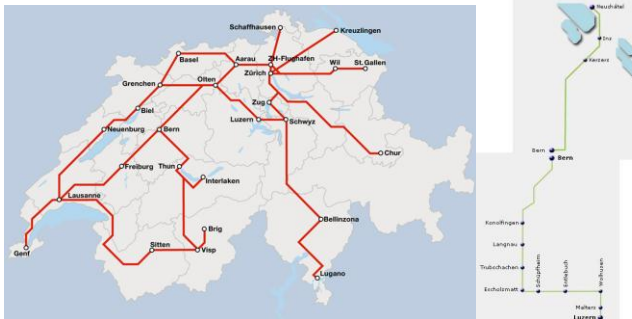 Schaffhausen
Kreuzlingen
Basel
Aarau
ZH-Flughafen
Wil
St.Gallen
Zürich
Grenchen
Olten
Biel
Zug
Luzern
Schwyz
Neuenburg
Bern
Freiburg
Thun
Interlaken
Chur
Lausanne
Brig
Bellinzona
Genf
Sitten
Visp
Lugano
Neuchâtel
Ins
Kerzers
Bern
Bern
Konolfingen
Langnau
Trubschachen
Escholzmatt
Schüpfheim
Entlebuch
Wolhusen
Malters
Luzern